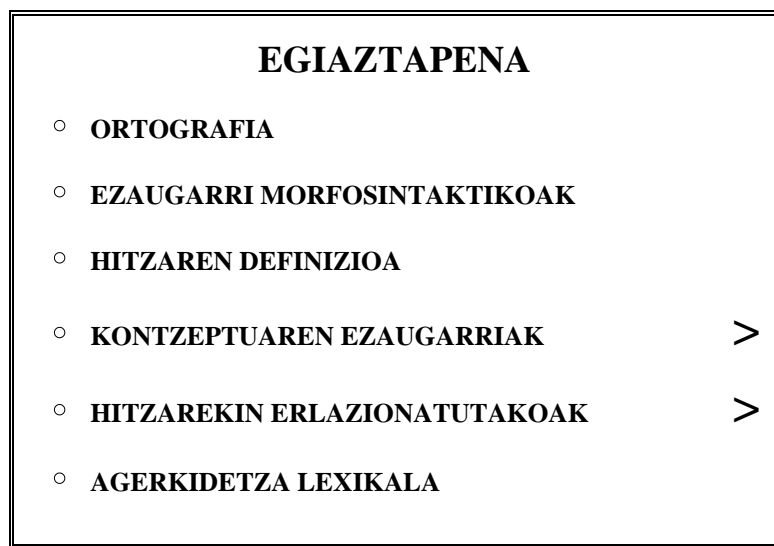 EGIAZTAPENA
○ ORTOGRAFIA
○ EZAUGARRI MORFOSINTAKTIKOAK
○ HITZAREN DEFINIZIOA
○ KONTZEPTUAREN EZAUGARRIAK >
○ HITZAREKIN ERLAZIONATUTAKOAK >
○ AGERKIDETZA LEXIKALA